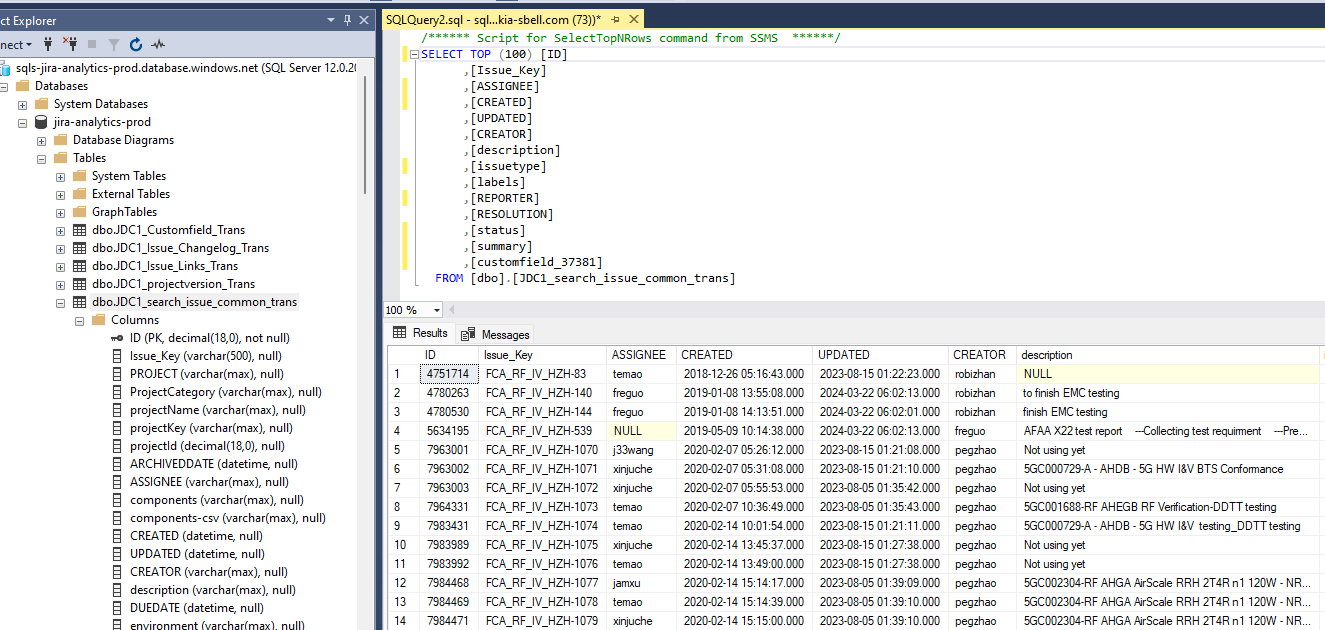 ct Explorer
nect
sqls-jira-analytics-prod.database.windows.net (SQL Server 12.0.20
Databases
System Databases
jira-analytics-prod
Database Diagrams
Tables
System Tables
External Tables
GraphTables
dbo.JDC1_Customfield_Trans
dbo.JDC1_Issue_Changelog_Trans
dbo.JDC1_Issue_Links_Trans
dbo.JDC1_projectversion_Trans
dbo.JDC1_search_issue_common_trans
Columns
ID (PK, decimal(18,0), not null)
Issue_Key (varchar(500), null)
PROJECT (varchar(max), null)
ProjectCategory (varchar(max), null)
projectName (varchar(max), null)
projectKey (varchar(max), null)
projectId (decimal(18,0), null)
ARCHIVEDDATE (datetime, null)
ASSIGNEE (varchar(max), null)
components (varchar(max), null)
components-csv (varchar(max), null)
CREATED (datetime, null)
UPDATED (datetime, null)
CREATOR (varchar(max), null)
description (varchar(max), null)
DUEDATE (datetime, null)
environment (varchar(max), null)
SQLQuery2.sql - sql...kia-sbell.com (73))*
/****** Script for SelectTopNRows command from SSMS ******/
SELECT TOP (100) [ID]
,[Issue_Key]
,[ASSIGNEE]
,[CREATED]
,[UPDATED]
,[CREATOR]
,[description]
,[issuetype]
,[labels]
,[REPORTER]
,[RESOLUTION]
,[status]
,[summary]
,[customfield_37381]
FROM [dbo].[JDC1_search_issue_common_trans]
100 %
Results Messages
ID Issue_Key ASSIGNEE CREATED UPDATED CREATOR description
1 4751714 FCA_RF_IV_HZH-83 temao 2018-12-26 05:16:43.000 2023-08-15 01:22:23.000 robizhan NULL
2 4780263 FCA_RF_IV_HZH-140 freguo 2019-01-08 13:55:08.000 2024-03-22 06:02:13.000 robizhan to finish EMC testing
3 4780530 FCA_RF_IV_HZH-144 freguo 2019-01-08 14:13:51.000 2024-03-22 06:02:01.000 robizhan finish EMC testing
4 5634195 FCA_RF_IV_HZH-539 NULL 2019-05-09 10:14:38.000 2024-03-22 06:02:13.000 freguo AFAA X22 test report ---Collecting test requirment ---Pre...
5 7963001 FCA_RF_IV_HZH-1070 j33wang 2020-02-07 05:26:12.000 2023-08-15 01:21:08.000 pegzhao Not using yet
6 7963002 FCA_RF_IV_HZH-1071 xinjuche 2020-02-07 05:31:08.000 2023-08-15 01:21:10.000 pegzhao 5GC000729-A - AHDB - 5G HW I&V BTS Conformance
7 7963003 FCA_RF_IV_HZH-1072 xinjuche 2020-02-07 05:55:53.000 2023-08-05 01:35:42.000 pegzhao Not using yet
8 7964331 FCA_RF_IV_HZH-1073 temao 2020-02-07 10:36:49.000 2023-08-05 01:35:43.000 pegzhao 5GC001688-RF AHEGB RF Verification-DDTT testing
9 7983431 FCA_RF_IV_HZH-1074 temao 2020-02-14 10:01:54.000 2023-08-15 01:21:11.000 pegzhao 5GC000729-A - AHDB - 5G HW I&V testing_DDTT testing
10 7983989 FCA_RF_IV_HZH-1075 xinjuche 2020-02-14 13:45:37.000 2023-08-15 01:27:38.000 pegzhao Not using yet
11 7983992 FCA_RF_IV_HZH-1076 temao 2020-02-14 13:49:00.000 2023-08-15 01:27:38.000 pegzhao Not using yet
12 7984468 FCA_RF_IV_HZH-1077 jamxu 2020-02-14 15:14:17.000 2023-08-05 01:39:09.000 pegzhao 5GC002304-RF AHGA AirScale RRH 2T4R n1 120W - NR...
13 7984469 FCA_RF_IV_HZH-1078 temao 2020-02-14 15:14:39.000 2023-08-05 01:39:10.000 pegzhao 5GC002304-RF AHGA AirScale RRH 2T4R n1 120W - NR...
14 7984471 FCA_RF_IV_HZH-1079 xinjuche 2020-02-14 15:15:00.000 2023-08-05 01:39:10.000 pegzhao 5GC002304-RF AHGA AirScale RRH 2T4R n1 120W - NR...